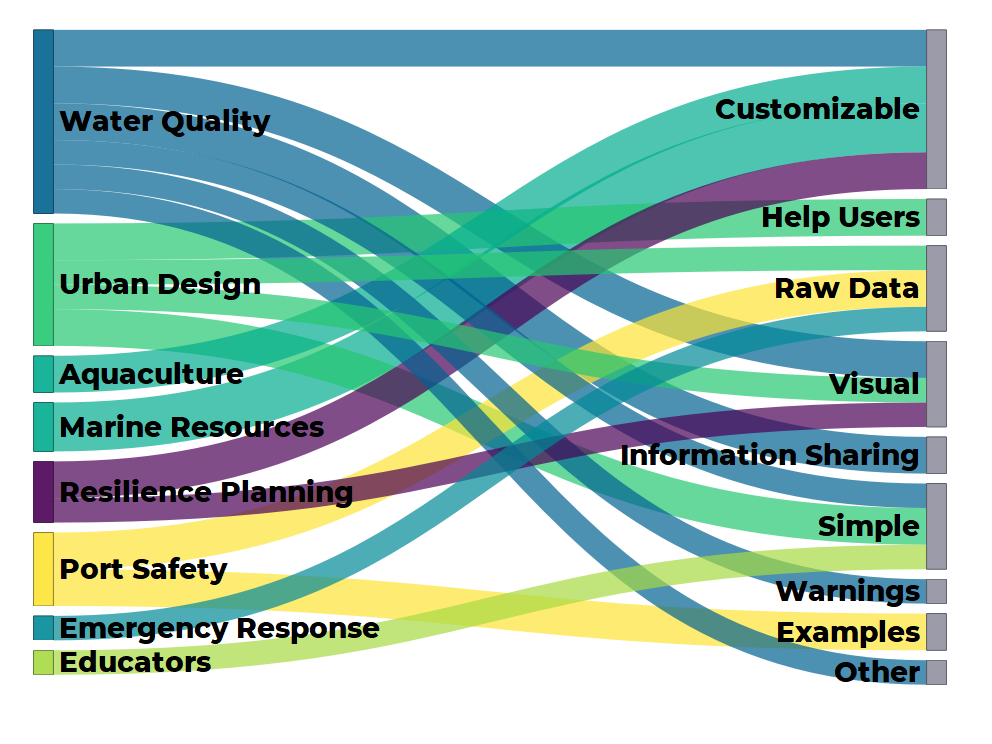 Water Quality
Urban Design
Aquaculture
Marine Resources
Resilience Planning
Port Safety
Emergency Response
Educators
Customizable
Help Users
Raw Data
Visual
Information Sharing
Simple
Warnings
Examples
Other